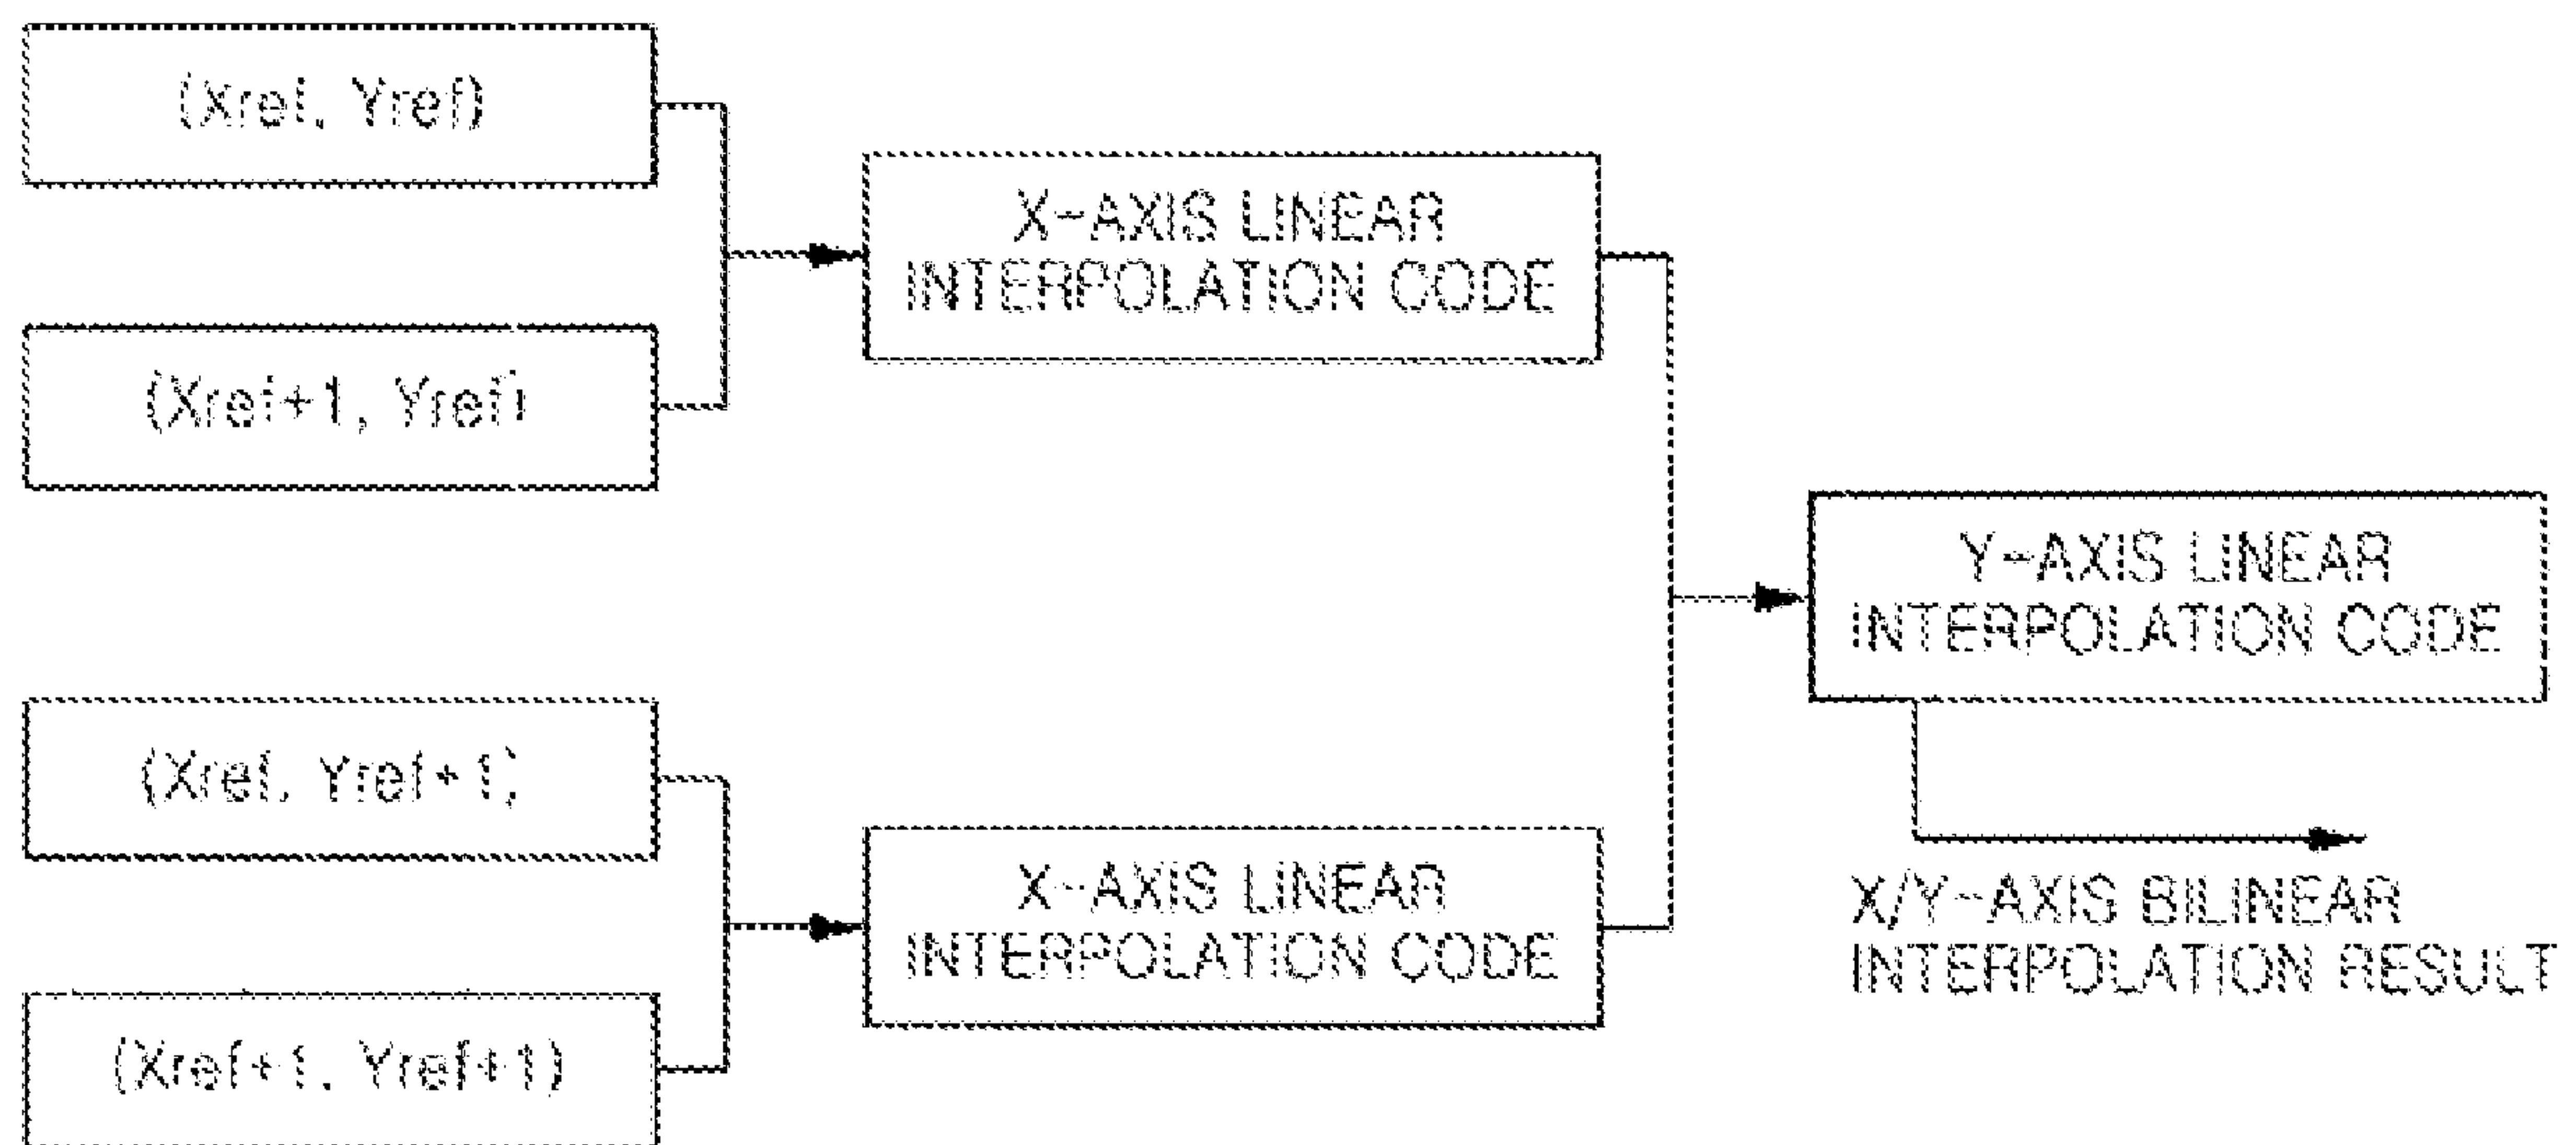 (Xref, Yref)
X-AXIS LINEAR
INTERPOLATION CODE
(Xref+1, Yref)
Y-AXIS LINEAR
INTERPOLATION CODE
(Xref, Yref+1)
X-AXIS LINEAR
INTERPOLATION CODE
X/Y-AXIS BILINEAR
INTERPOLATION RESULT
(Xref+1, Yref+1)